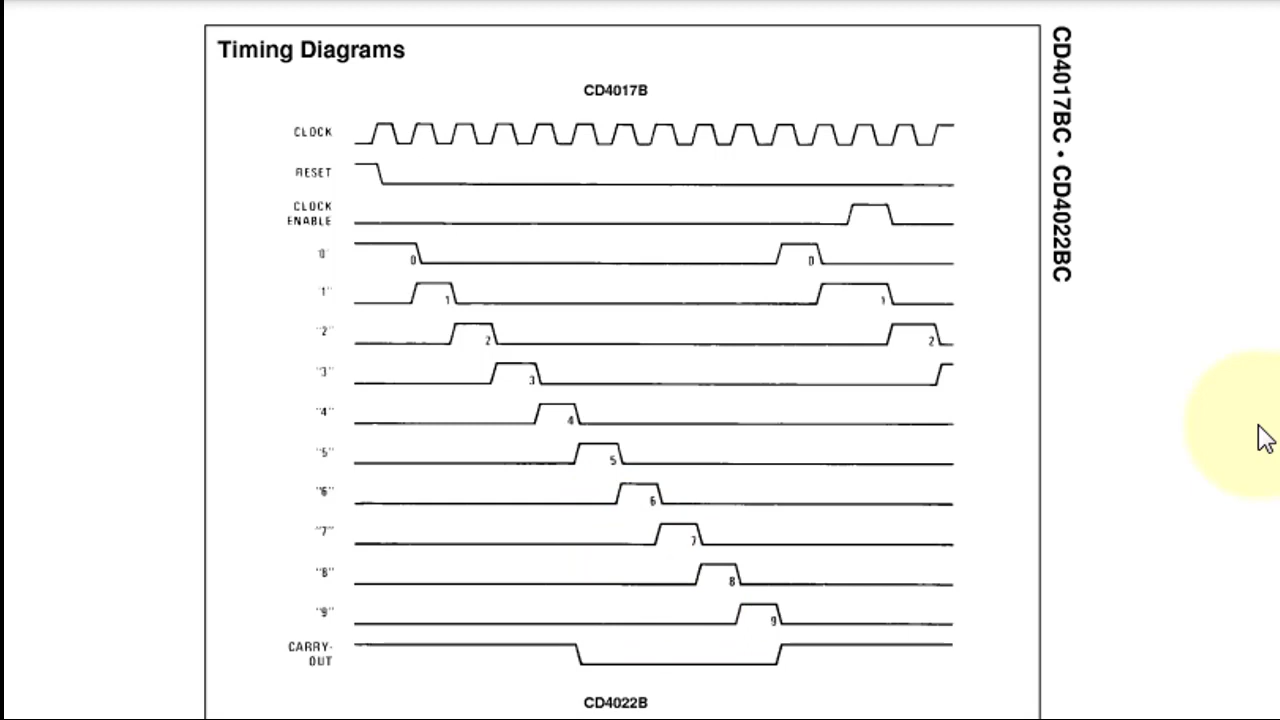 Timing Diagrams
CD4017BC • CD4022BC
CD4017B
CLOCK
RESET
CLOCK
ENABLE
"0"
0
0
"1"
1
1
"2"
2
2
"3"
3
"4"
4
"5"
5
"6"
6
"7"
7
"8"
8
"9"
9
CARRY-
OUT
CD4022B